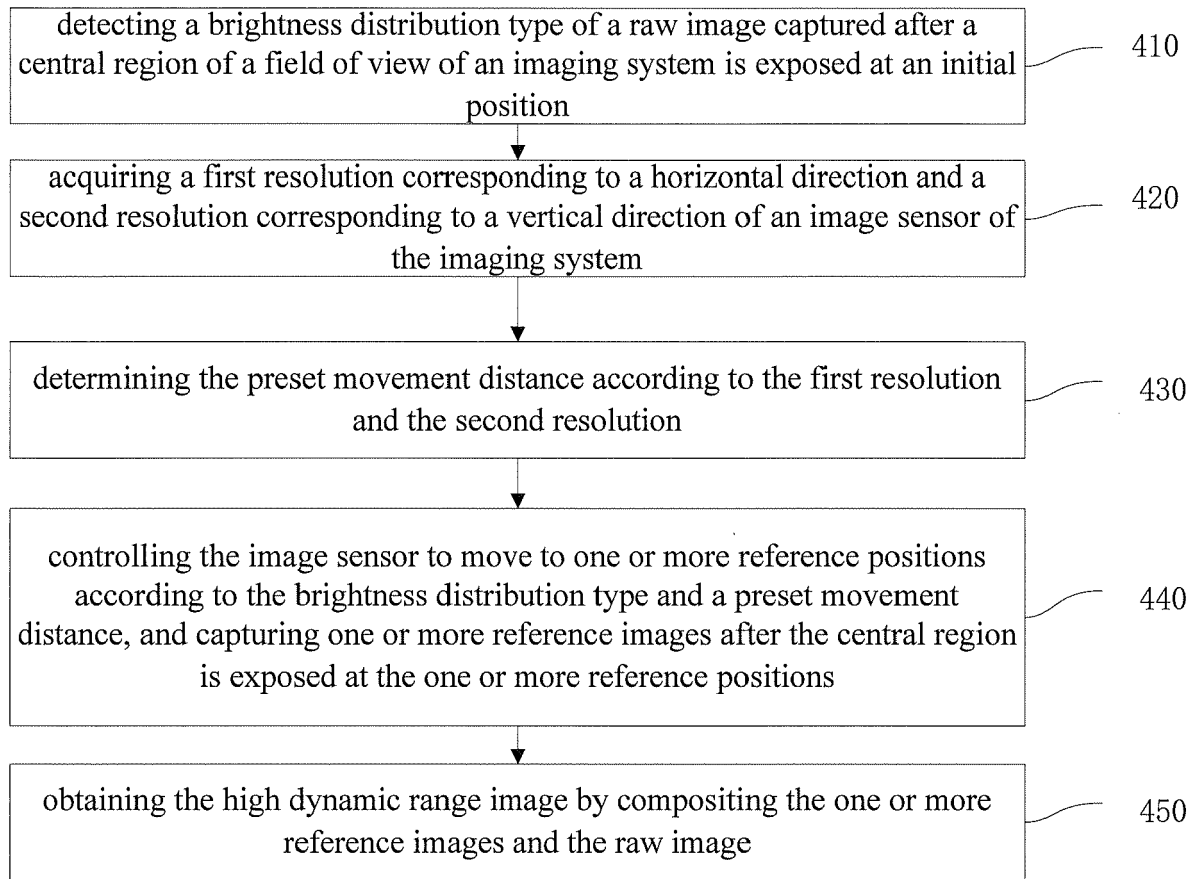 detecting a brightness distribution type of a raw image captured after a
central region of a field of view of an imaging system is exposed at an initial
position
410
acquiring a first resolution corresponding to a horizontal direction and a
second resolution corresponding to a vertical direction of an image sensor of
the imaging system
420
determining the preset movement distance according to the first resolution
and the second resolution
430
controlling the image sensor to move to one or more reference positions
according to the brightness distribution type and a preset movement
distance, and capturing one or more reference images after the central region
is exposed at the one or more reference positions
440
obtaining the high dynamic range image by compositing the one or more
reference images and the raw image
450